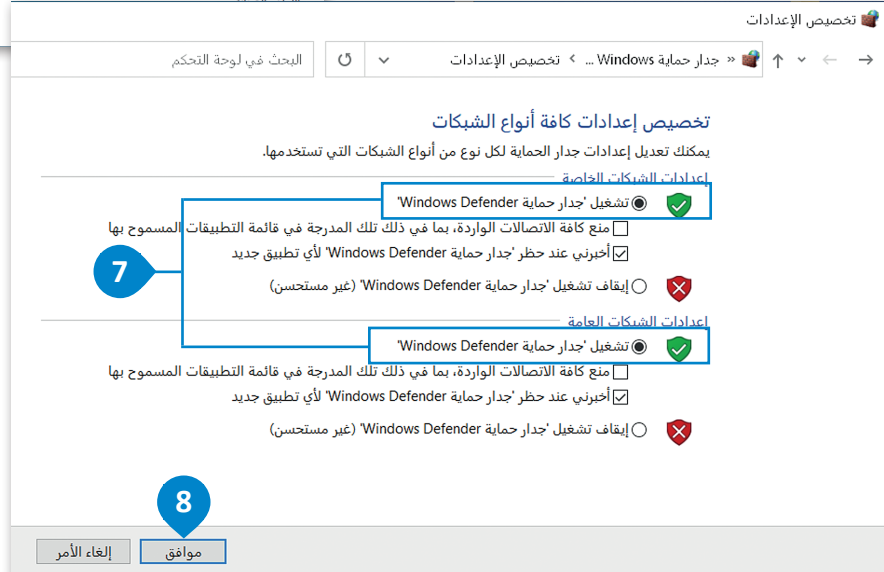 تخصيص الإعدادات
« جدار حماية Windows ... › تخصيص الإعدادات
البحث في لوحة التحكم
تخصيص إعدادات كافة أنواع الشبكات
يمكنك تعديل إعدادات جدار الحماية لكل نوع من أنواع الشبكات التي تستخدمها.
إعدادات الشبكات الخاصة
تشغيل 'جدار حماية Windows Defender'
منع كافة الاتصالات الواردة، بما في ذلك تلك المدرجة في قائمة التطبيقات المسموح بها
أخبرني عند حظر 'جدار حماية Windows Defender' لأي تطبيق جديد
7
إيقاف تشغيل 'جدار حماية Windows Defender' (غير مستحسن)
إعدادات الشبكات العامة
تشغيل 'جدار حماية Windows Defender'
منع كافة الاتصالات الواردة، بما في ذلك تلك المدرجة في قائمة التطبيقات المسموح بها
أخبرني عند حظر 'جدار حماية Windows Defender' لأي تطبيق جديد
إيقاف تشغيل 'جدار حماية Windows Defender' (غير مستحسن)
8
موافق
إلغاء الأمر